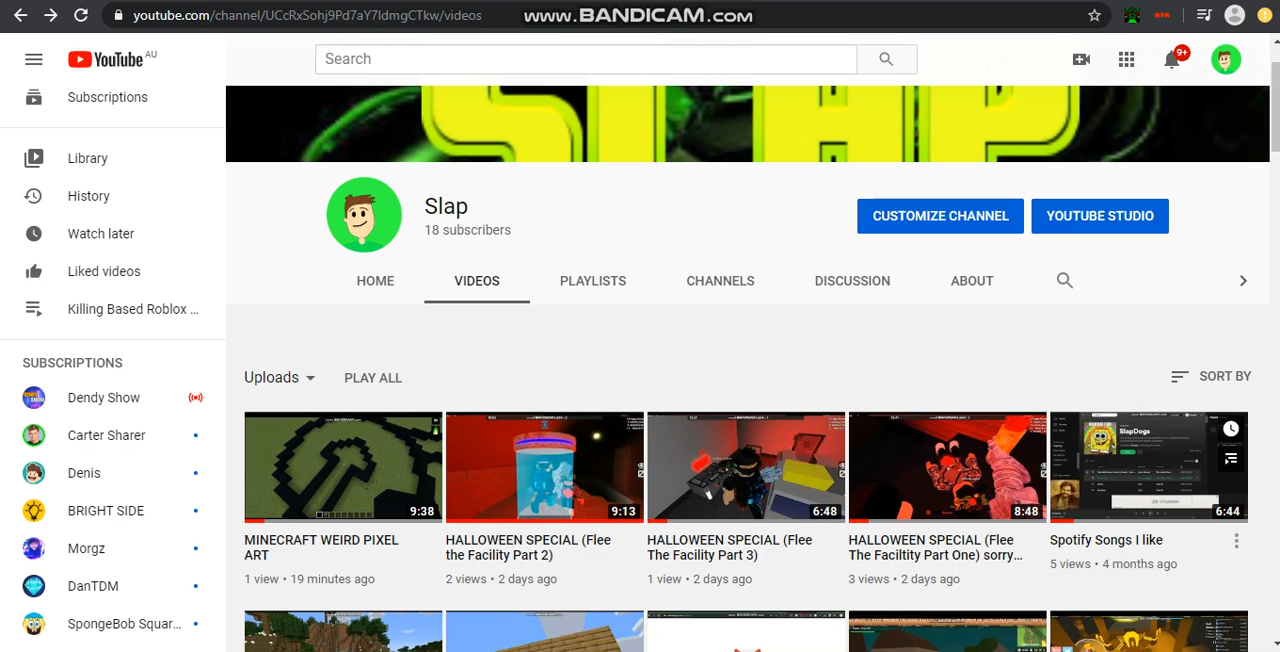 youtube.com/channel/UCcRxSohj9Pd7aY7IdmgCTkw/videos
www.BANDICAM.com
YouTube AU
Search
9+
Subscriptions
Library
History
Watch later
Liked videos
Killing Based Roblox ...
SUBSCRIPTIONS
Dendy Show
Carter Sharer
Denis
BRIGHT SIDE
Morgz
DanTDM
SpongeBob Squar...
SLAP
Slap
18 subscribers
CUSTOMIZE CHANNEL
YOUTUBE STUDIO
HOME
VIDEOS
PLAYLISTS
CHANNELS
DISCUSSION
ABOUT
Uploads
PLAY ALL
SORT BY
9:38
MINECRAFT WEIRD PIXEL
ART
1 view • 19 minutes ago
9:13
HALLOWEEN SPECIAL (Flee
the Facility Part 2)
2 views • 2 days ago
6:48
HALLOWEEN SPECIAL (Flee
The Facility Part 3)
1 view • 2 days ago
8:48
HALLOWEEN SPECIAL (Flee
The Faciltity Part One) sorry...
3 views • 2 days ago
SlapDogs
6:44
Spotify Songs I like
5 views • 4 months ago